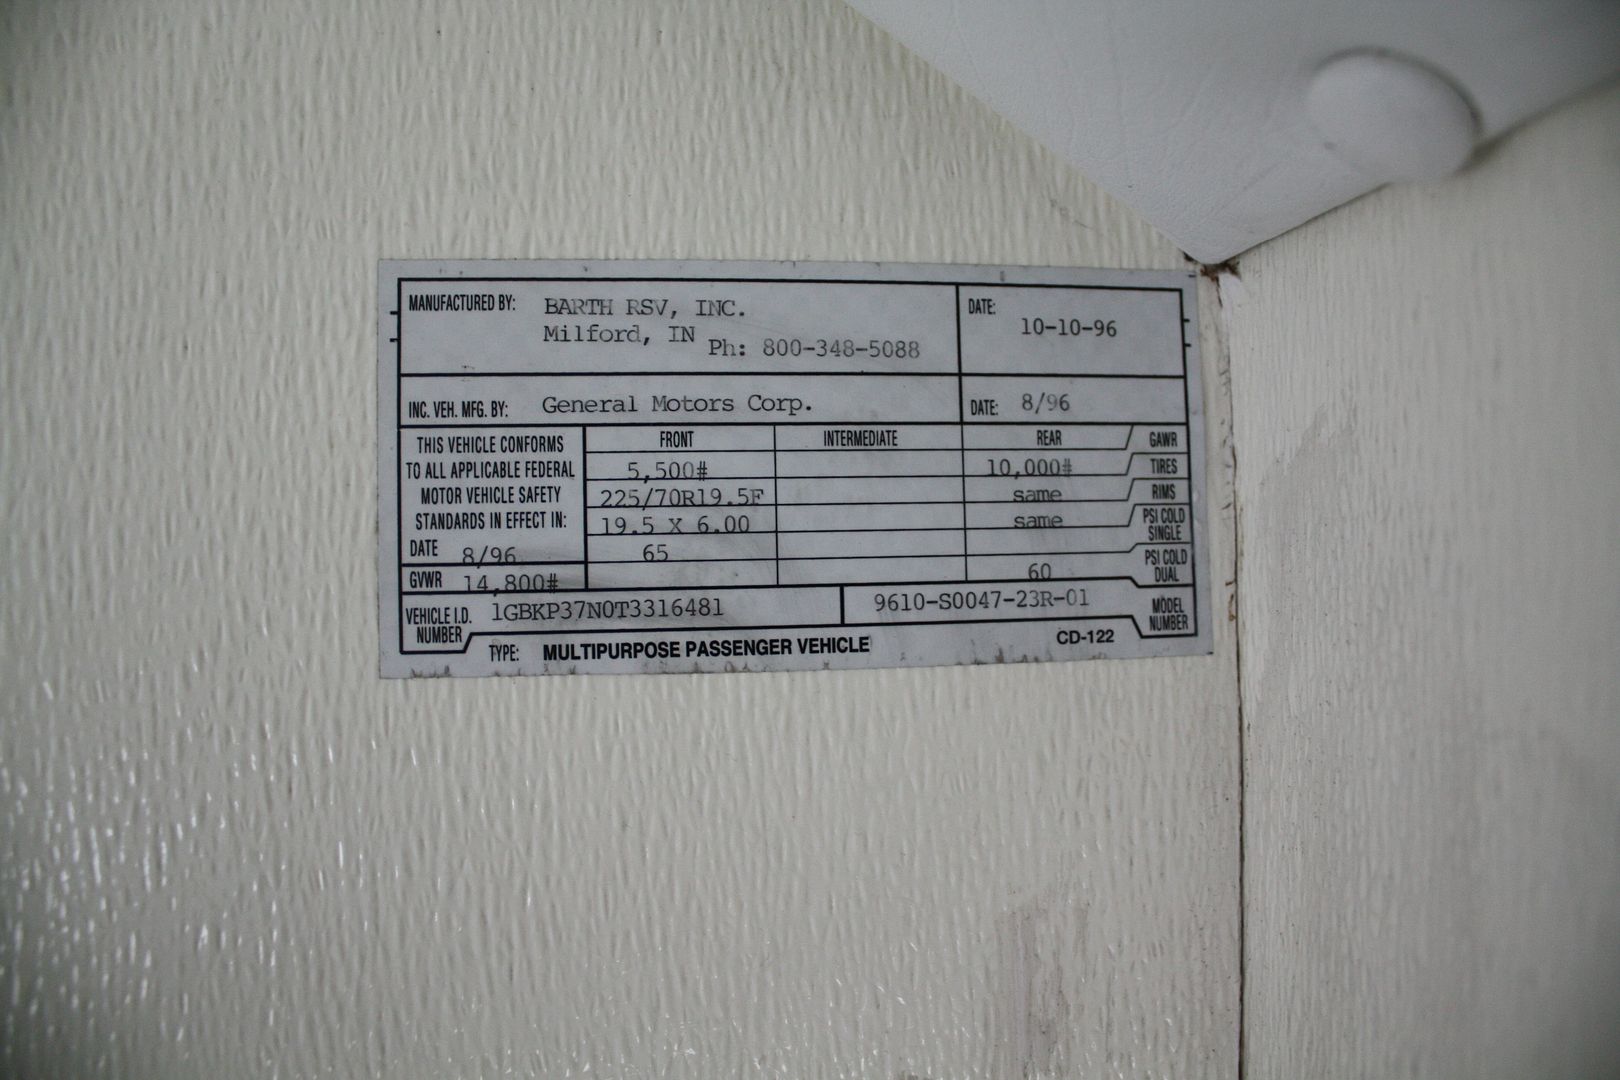 MANUFACTURED BY: BARTH RSV, INC. DATE:
Milford, IN 10-10-96
Ph: 800-348-5088
INC. VEH. MFG. BY: General Motors Corp. DATE: 8/96
THIS VEHICLE CONFORMS
TO ALL APPLICABLE FEDERAL
MOTOR VEHICLE SAFETY
STANDARDS IN EFFECT IN:
DATE 8/96
GVWR 14,800#
FRONT INTERMEDIATE REAR GAWR
5,500# 10,000# TIRES
225/70R19.5F same RIMS
19.5 X 6.00 same PSI COLD SINGLE
65
60 PSI COLD DUAL
VEHICLE I.D. NUMBER 1GBKP37N0T3316481 9610-S0047-23R-01 MODEL NUMBER
TYPE: MULTIPURPOSE PASSENGER VEHICLE CD-122